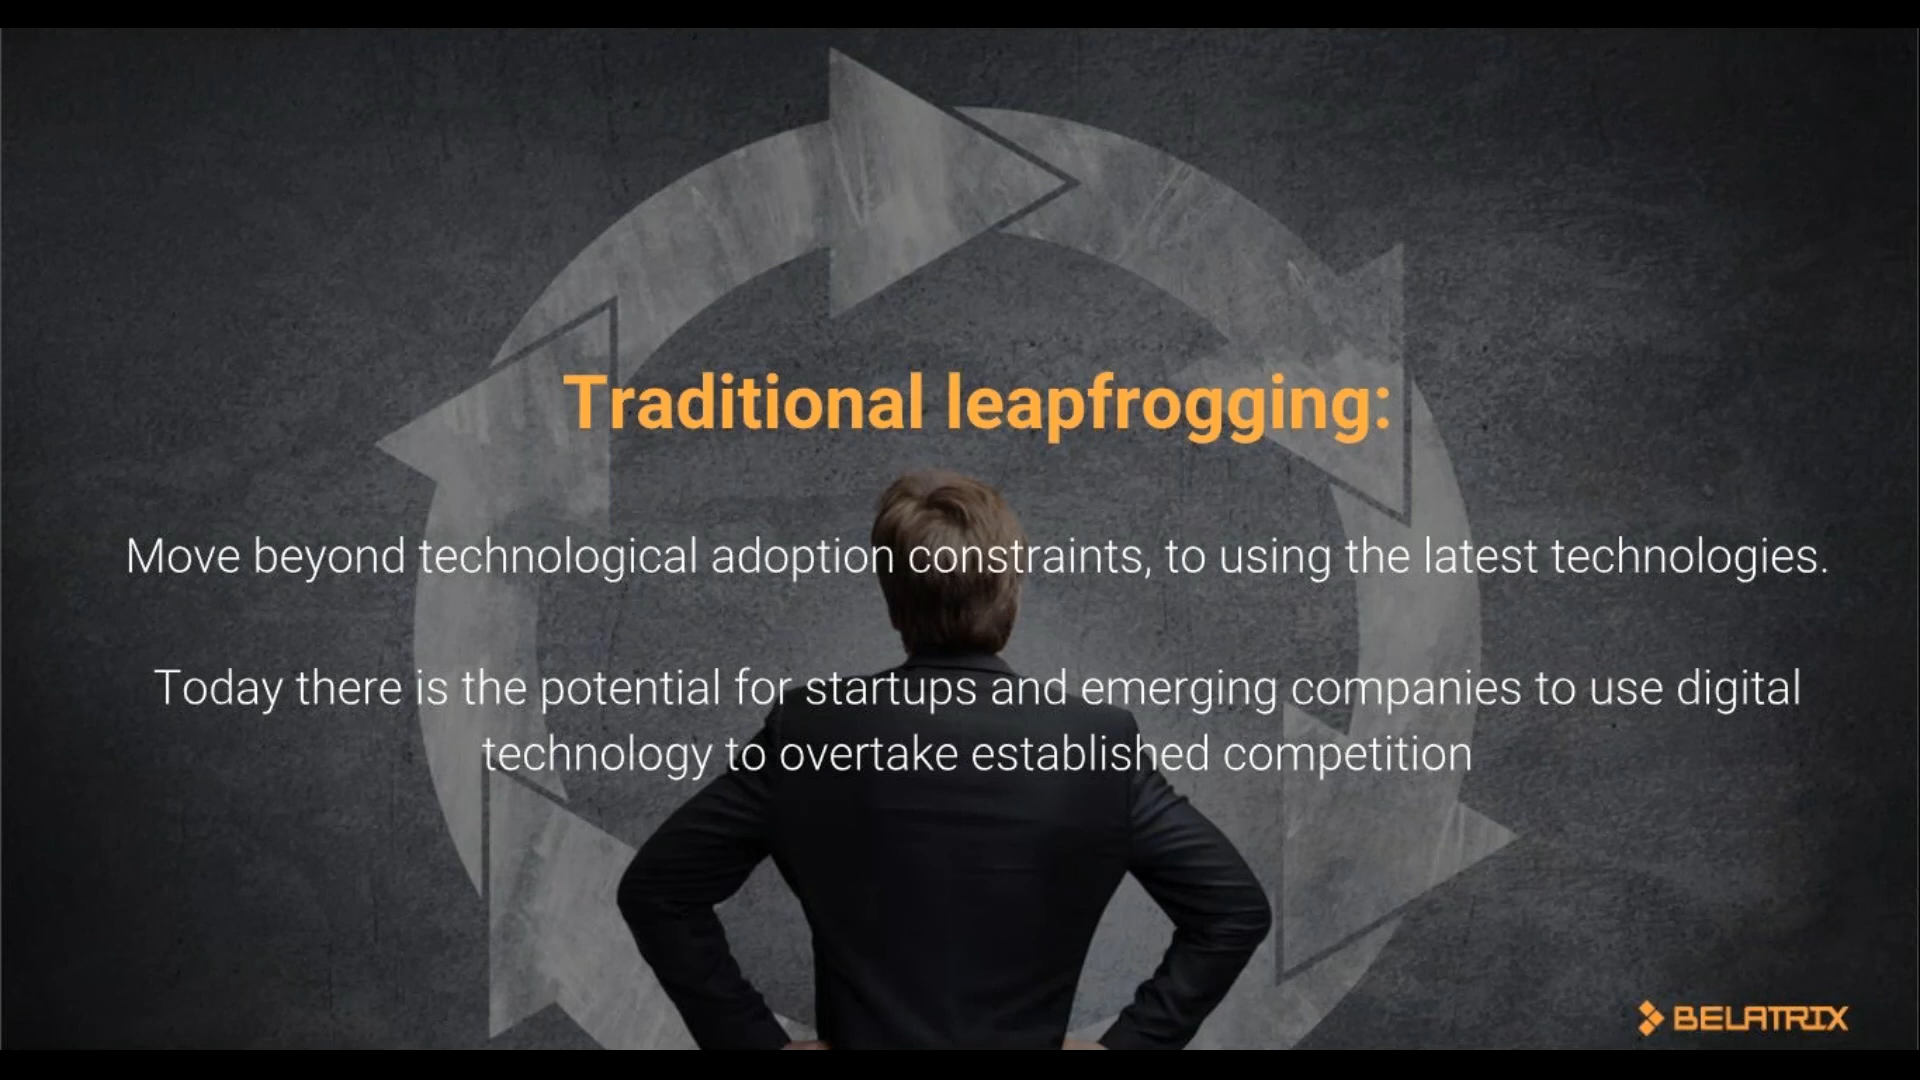 Traditional leapfrogging:
Move beyond technological adoption constraints, to using the latest technologies.
Today there is the potential for startups and emerging companies to use digital
technology to overtake established competition
BELATRIX